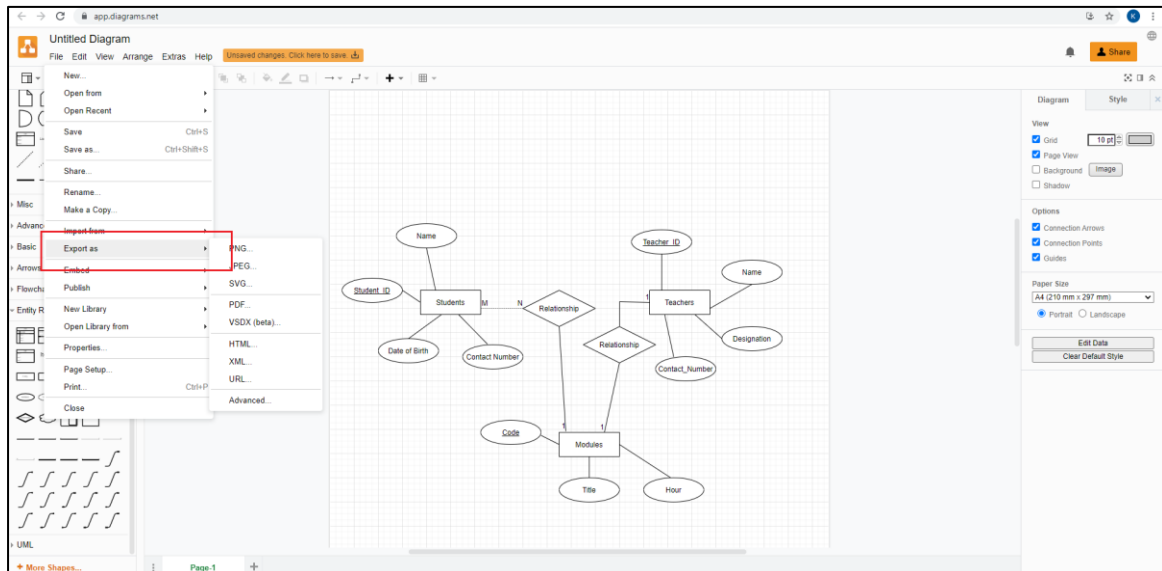 app.diagrams.net
K
Untitled Diagram
File Edit View Arrange Extras Help
Unsaved changes. Click here to save.
Share
New...
Open from
Open Recent
Save Ctrl+S
Save as... Ctrl+Shift+S
Share...
Rename...
Make a Copy...
Import from
Export as
Embed
Publish
New Library
Open Library from
Properties...
Page Setup...
Print... Ctrl+P
Close
PNG...
JPEG...
SVG...
PDF...
VSDX (beta)...
HTML...
XML...
URL...
Advanced...
Misc
Advanc
Basic
Arrows
Flowcha
Entity R
UML
+ More Shapes...
Page-1
Name
Student_ID
Students
M
N
Relationship
Date of Birth
Contact Number
Teacher_ID
Name
1
Teachers
Relationship
Designation
Contact_Number
1
1
Code
Modules
Title
Hour
Diagram Style
View
Grid 10 pt
Page View
Background Image
Shadow
Options
Connection Arrows
Connection Points
Guides
Paper Size
A4 (210 mm x 297 mm)
Portrait Landscape
Edit Data
Clear Default Style